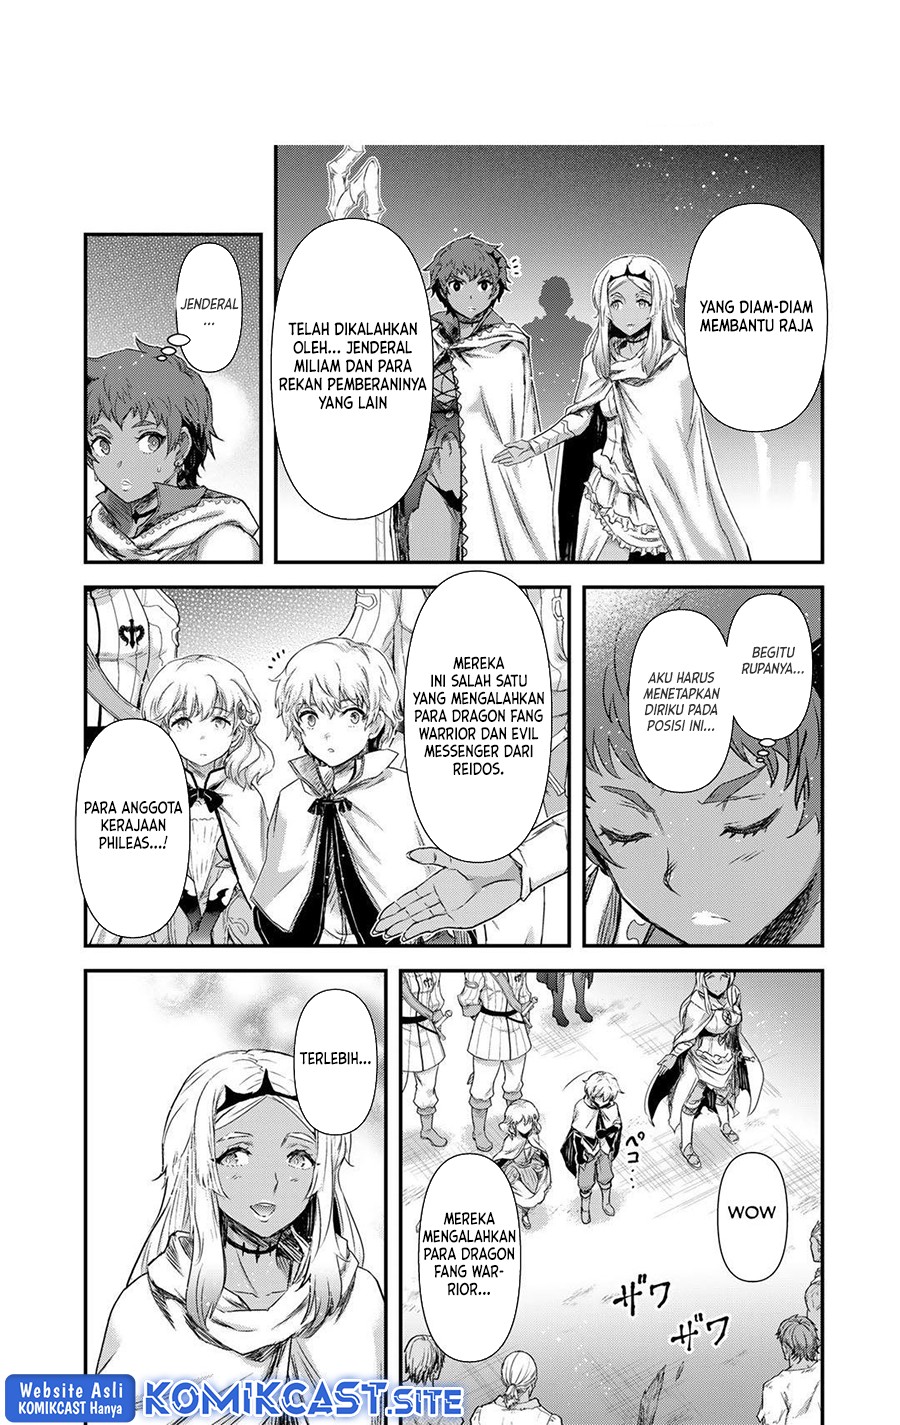 YANG DIAM-DIAM
MEMBANTU RAJA
TELAH DIKALAHKAN
OLEH... JENDERAL
MILIAM DAN PARA
REKAN PEMBERANINYA
YANG LAIN
JENDERAL
...
BEGITU
RUPANYA...
AKU HARUS
MENETAPKAN
DIRIKU PADA
POSISI INI...
MEREKA
INI SALAH SATU
YANG MENGALAHKAN
PARA DRAGON FANG
WARRIOR DAN EVIL
MESSENGER DARI
REIDOS.
PARA ANGGOTA
KERAJAAN
PHILEAS...!
ペコ...
WOW
MEREKA
MENGALAHKAN
PARA DRAGON
FANG WAR-
RIOR...
ザワ
ザワ
TERLEBIH...
Website Asli
KOMIKCAST Hanya
KOMIKCAST.SITE